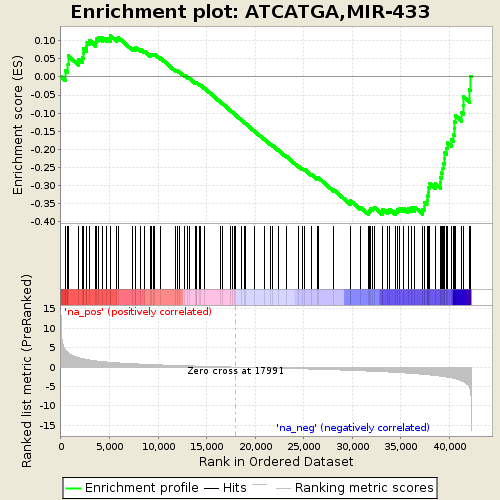 Enrichment plot: ATCATGA,MIR-433
Enrichment score (ES)
0.10
0.05
0.00
-0.05
-0.10
-0.15
-0.20
-0.25
-0.30
-0.35
-0.40
'na_pos' (positively correlated)
Ranked list metric (PreRanked)
15
10
5
0
-5
-10
-15
Zero cross at 17991
'na_neg' (negatively correlated)
0
5,000
10,000
15,000
20,000
25,000
30,000
35,000
40,000
Rank in Ordered Dataset
Enrichment profile
Hits
Ranking metric scores